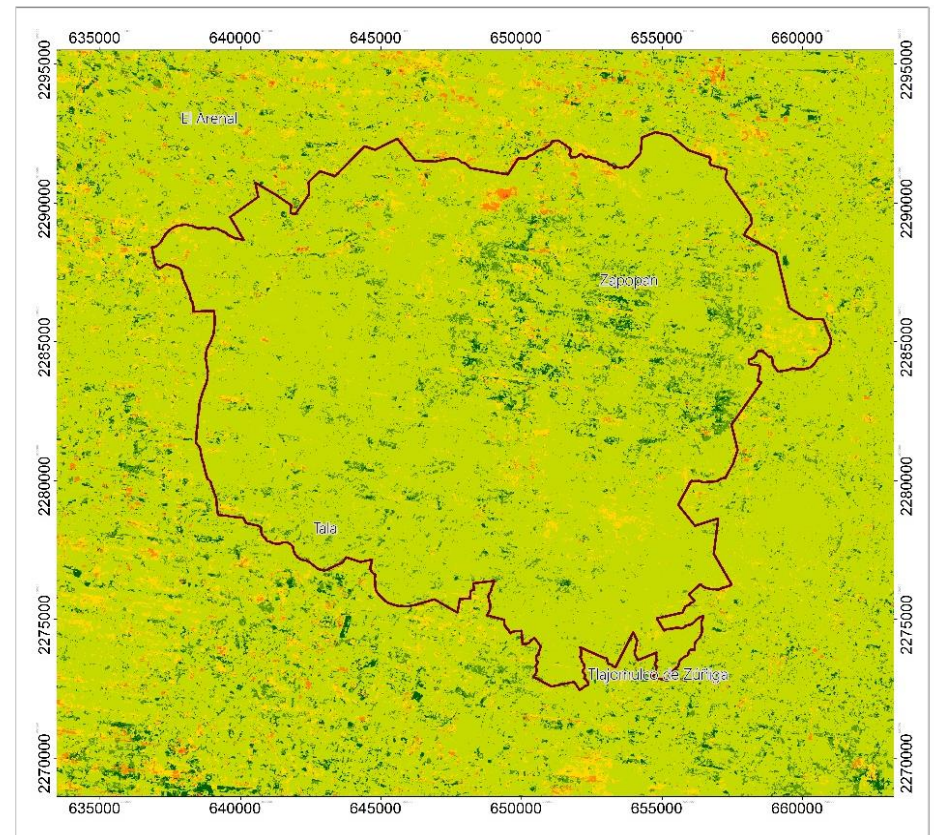 635000 640000 645000 650000 655000 660000
2295000 2295000
El Arenal
2290000 2290000
Zapopan
2285000 2285000
2280000 2280000
Tala
2275000 2275000
Tlajomulco de Zúñiga
2270000 2270000
635000 640000 645000 650000 655000 660000